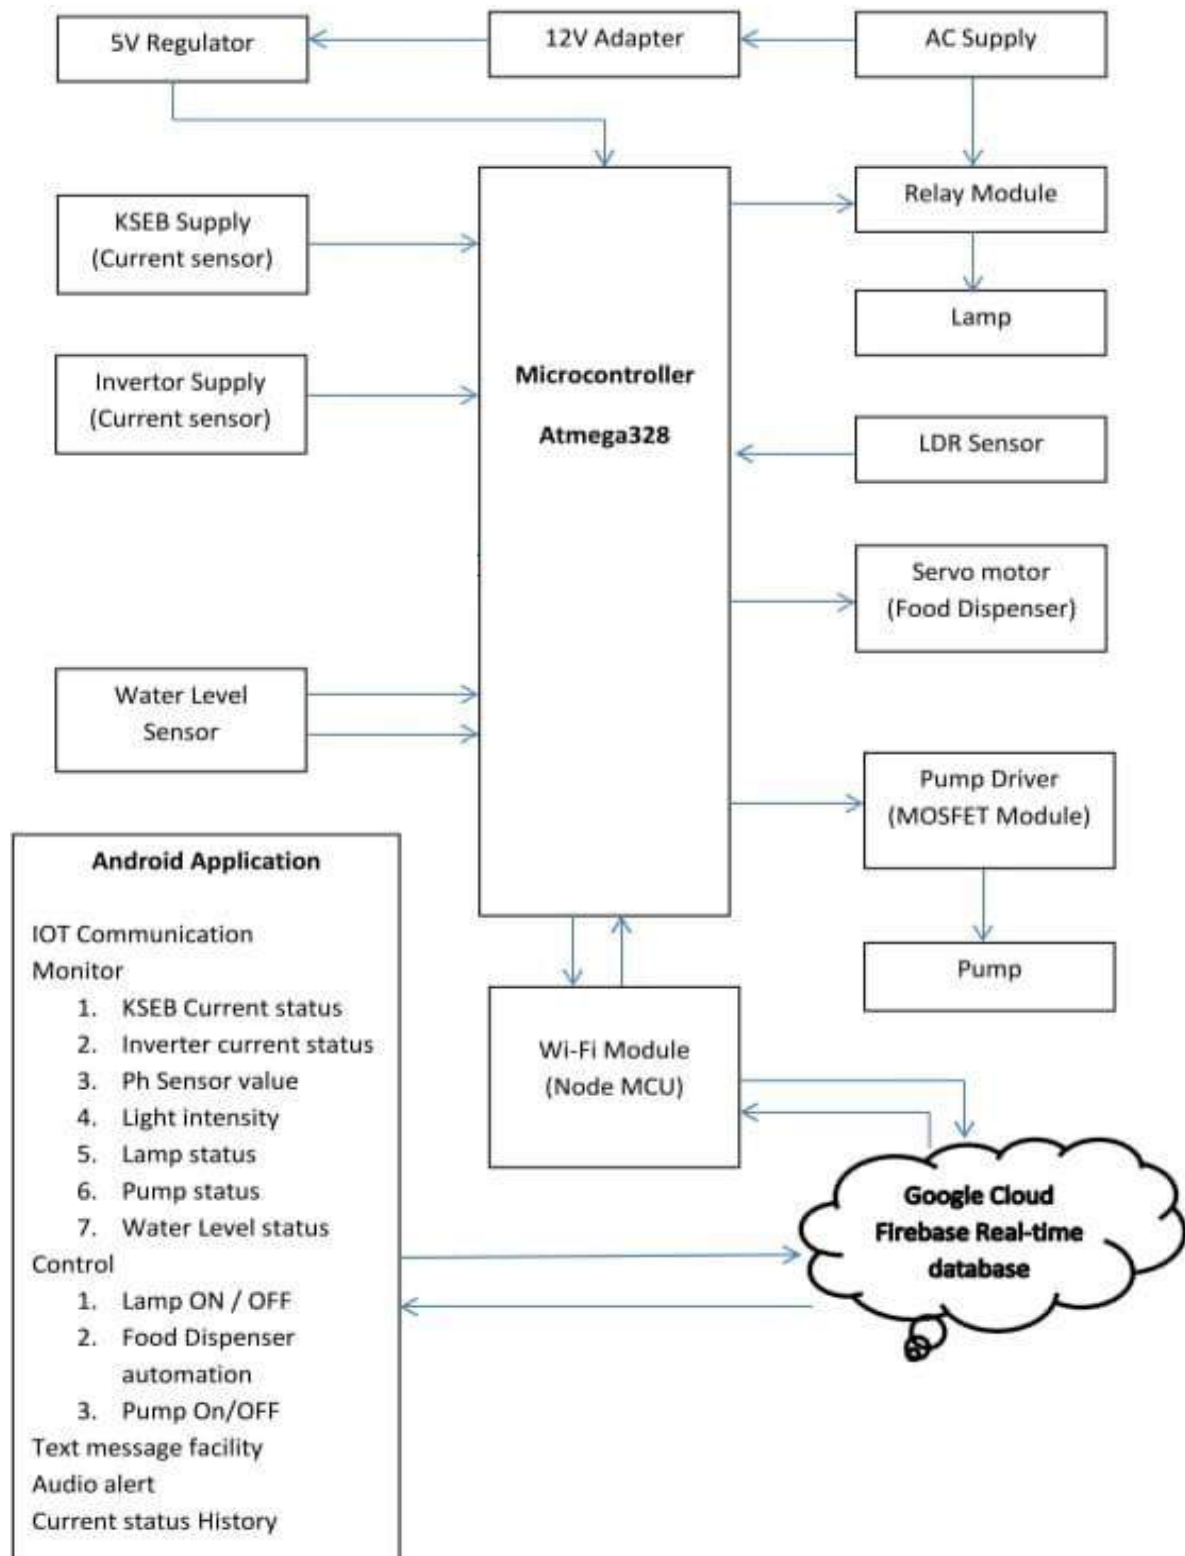 5V Regulator
12V Adapter
AC Supply
KSEB Supply
(Current sensor)
Relay Module
Lamp
Invertor Supply
(Current sensor)
Microcontroller
Atmega328
LDR Sensor
Servo motor
(Food Dispenser)
Water Level
Sensor
Pump Driver
(MOSFET Module)
Pump
Android Application
IOT Communication
Monitor
1. KSEB Current status
2. Inverter current status
3. Ph Sensor value
4. Light intensity
5. Lamp status
6. Pump status
7. Water Level status
Control
1. Lamp ON / OFF
2. Food Dispenser
automation
3. Pump On/OFF
Text message facility
Audio alert
Current status History
Wi-Fi Module
(Node MCU)
Google Cloud
Firebase Real-time
database